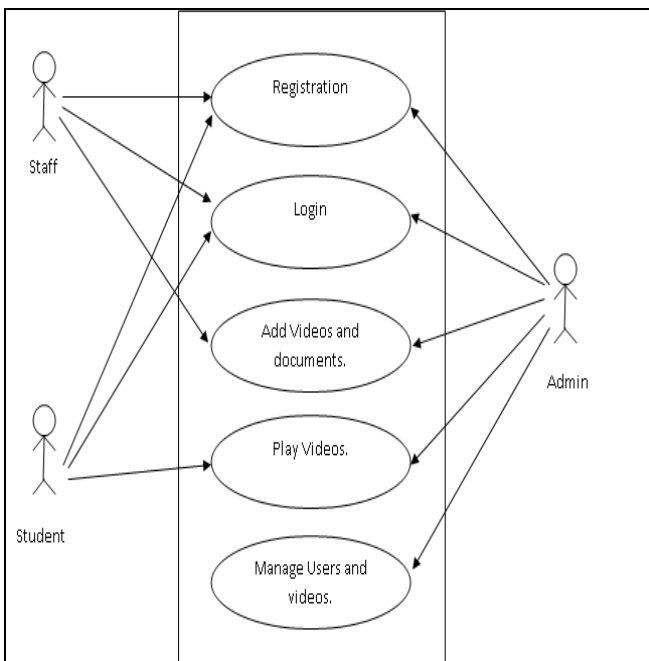 Registration
Staff
Login
Add Videos and
documents.
Admin
Play Videos.
Student
Manage Users and
videos.